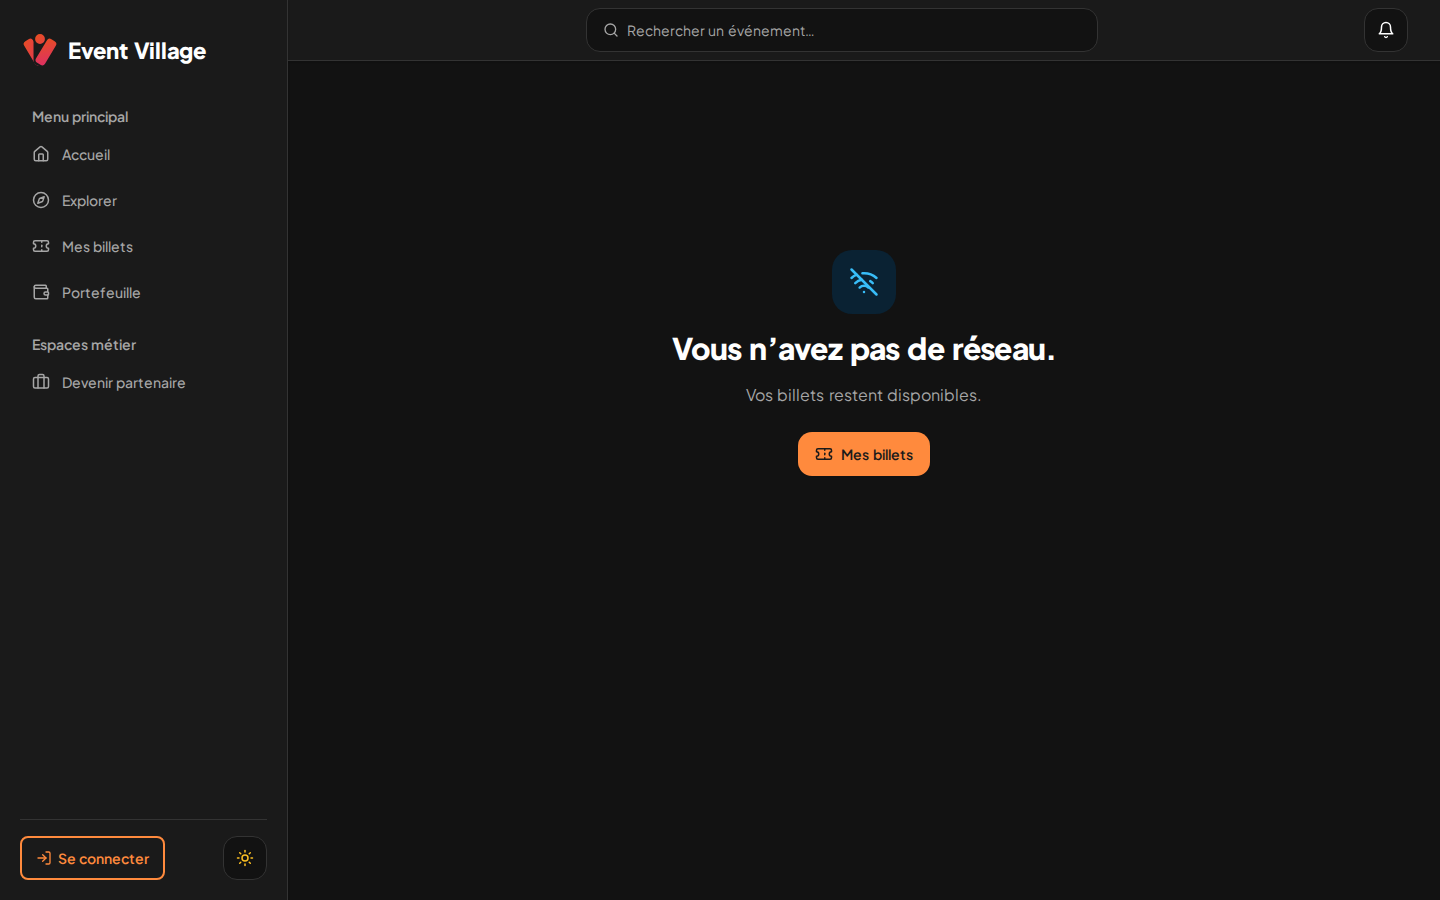 Event Village
Rechercher un événement…
Menu principal
Accueil
Explorer
Mes billets
Portefeuille
Espaces métier
Devenir partenaire
Vous n’avez pas de réseau.
Vos billets restent disponibles.
Mes billets
Se connecter